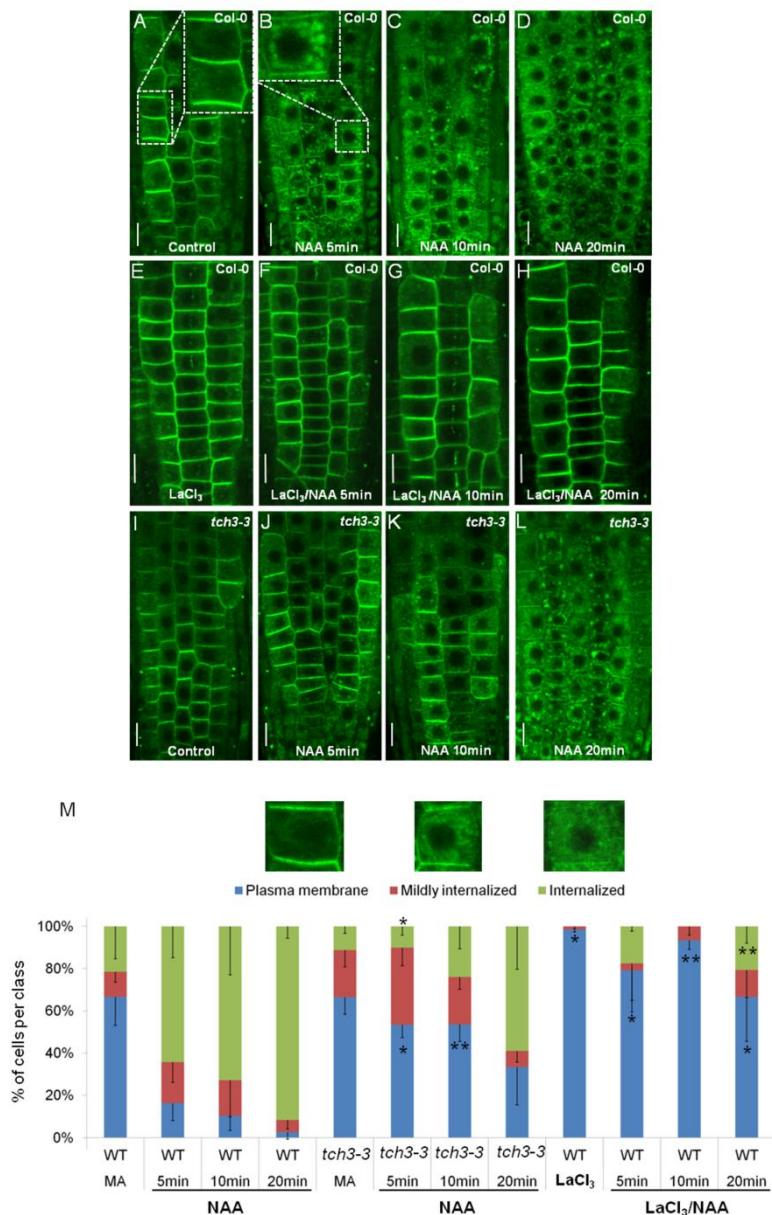 A Col-0
Control
B Col-0
NAA 5min
C Col-0
NAA 10min
D Col-0
NAA 20min
E Col-0
LaCl₃
F Col-0
LaCl₃/NAA 5min
G Col-0
LaCl₃/NAA 10min
H Col-0
LaCl₃/NAA 20min
I tch3-3
Control
J tch3-3
NAA 5min
K tch3-3
NAA 10min
L tch3-3
NAA 20min
M
Plasma membrane Mildly internalized Internalized
% of cells per class
100%
80%
60%
40%
20%
0%
* * ** * * ** ** *
WT WT WT WT tch3-3 tch3-3 tch3-3 tch3-3 WT WT WT WT
MA 5min 10min 20min MA 5min 10min 20min LaCl₃ 5min 10min 20min
NAA NAA LaCl₃/NAA